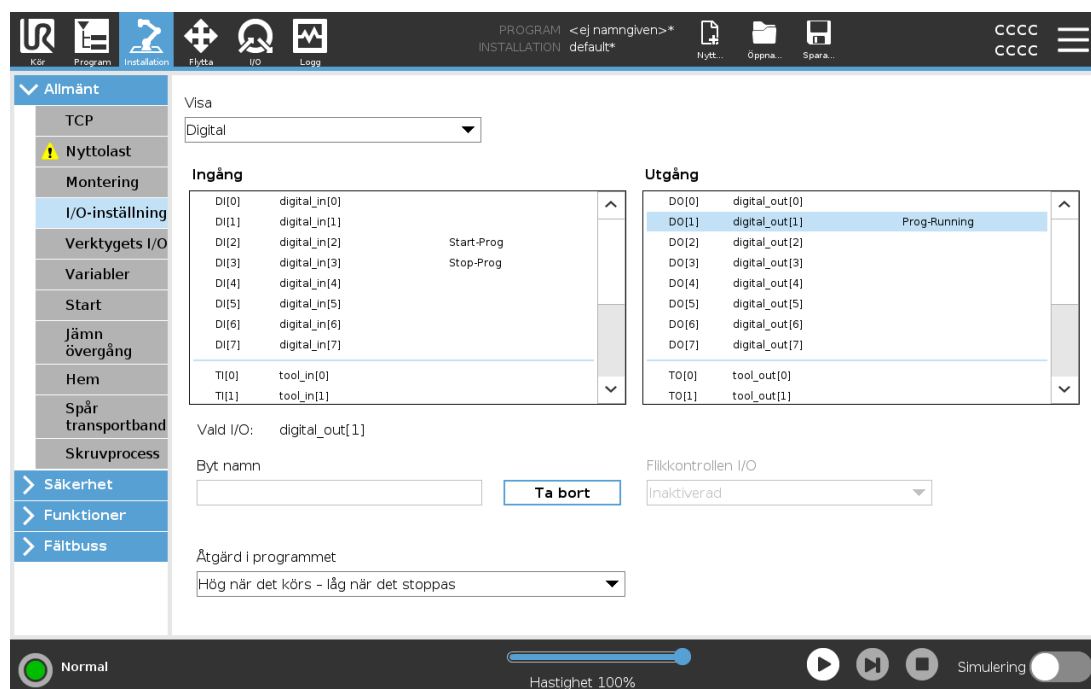 UR
Kör
Program
Installation
Flytta
I/O
Logg
PROGRAM <ej namngiven>*
INSTALLATION default*
Nytt...
Öppna...
Spara...
CCCC
CCCC
Allmänt
TCP
Nyttolast
Montering
I/O-inställning
Verktygets I/O
Variabler
Start
Jämn
övergång
Hem
Spår
transportband
Skruvprocess
Säkerhet
Funktioner
Fältbuss
Visa
Digital
Ingång
DI[0] digital_in[0]
DI[1] digital_in[1]
DI[2] digital_in[2] Start-Prog
DI[3] digital_in[3] Stop-Prog
DI[4] digital_in[4]
DI[5] digital_in[5]
DI[6] digital_in[6]
DI[7] digital_in[7]
TI[0] tool_in[0]
TI[1] tool_in[1]
Utgång
DO[0] digital_out[0]
DO[1] digital_out[1] Prog-Running
DO[2] digital_out[2]
DO[3] digital_out[3]
DO[4] digital_out[4]
DO[5] digital_out[5]
DO[6] digital_out[6]
DO[7] digital_out[7]
TO[0] tool_out[0]
TO[1] tool_out[1]
Vald I/O: digital_out[1]
Byt namn
Ta bort
Flikkontrollen I/O
Inaktiverad
Åtgärd i programmet
Hög när det körs – låg när det stoppas
Normal
Hastighet 100%
Simulering